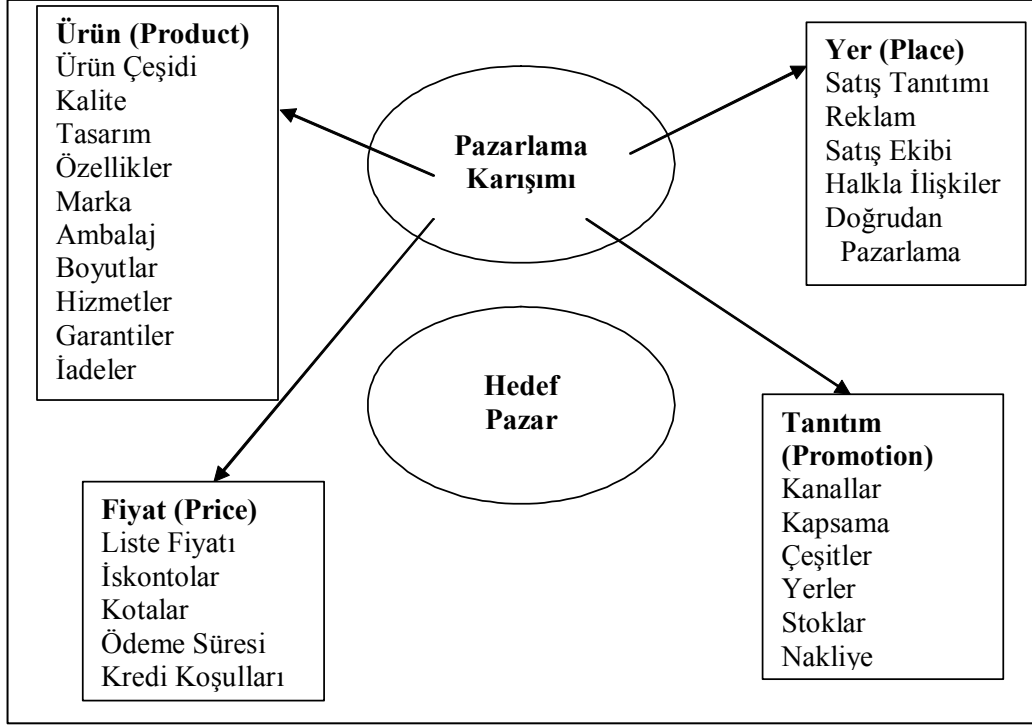 Ürün (Product)
Ürün Çeşidi
Kalite
Tasarım
Özellikler
Marka
Ambalaj
Boyutlar
Hizmetler
Garantiler
İadeler
Pazarlama
Karışımı
Yer (Place)
Satış Tanıtımı
Reklam
Satış Ekibi
Halkla İlişkiler
Doğrudan
Pazarlama
Hedef
Pazar
Fiyat (Price)
Liste Fiyatı
İskontolar
Kotalar
Ödeme Süresi
Kredi Koşulları
Tanıtım
(Promotion)
Kanallar
Kapsama
Çeşitler
Yerler
Stoklar
Nakliye